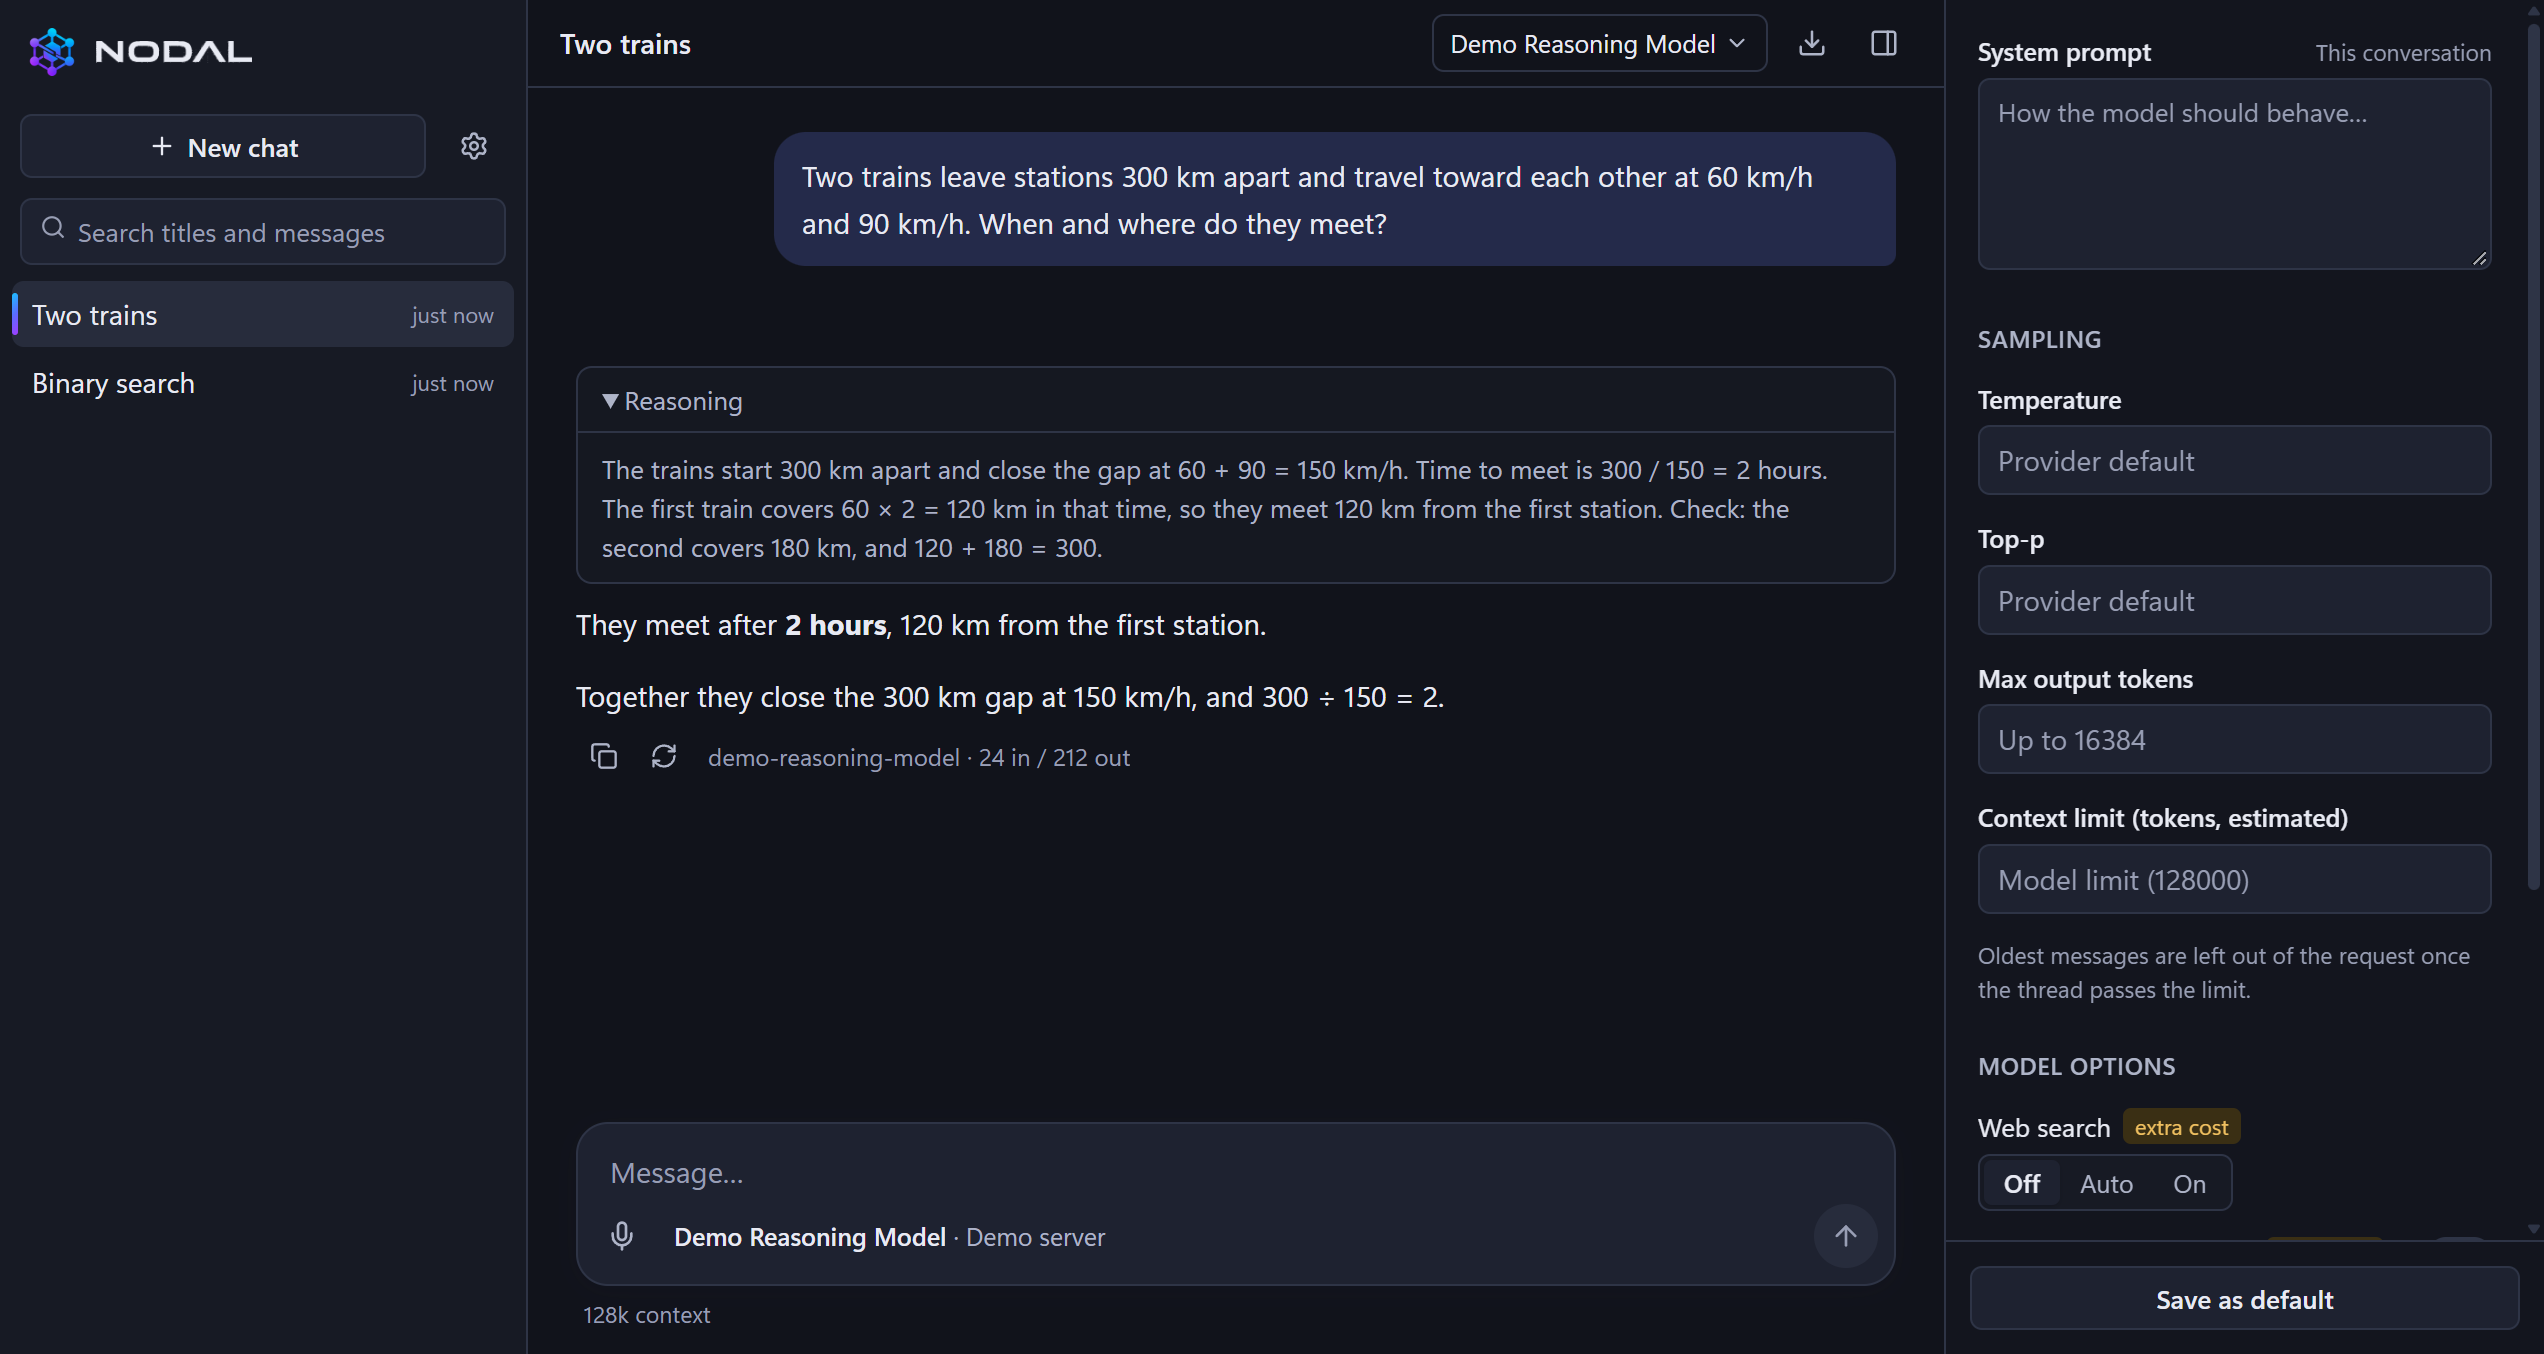 NODAL
New chat
Search titles and messages
Two trains just now
Binary search just now
Two trains
Demo Reasoning Model
Two trains leave stations 300 km apart and travel toward each other at 60 km/h
and 90 km/h. When and where do they meet?
Reasoning
The trains start 300 km apart and close the gap at 60 + 90 = 150 km/h. Time to meet is 300 / 150 = 2 hours.
The first train covers 60 × 2 = 120 km in that time, so they meet 120 km from the first station. Check: the
second covers 180 km, and 120 + 180 = 300.
They meet after 2 hours, 120 km from the first station.
Together they close the 300 km gap at 150 km/h, and 300 ÷ 150 = 2.
demo-reasoning-model · 24 in / 212 out
Message...
Demo Reasoning Model · Demo server
128k context
System prompt This conversation
How the model should behave...
SAMPLING
Temperature
Provider default
Top-p
Provider default
Max output tokens
Up to 16384
Context limit (tokens, estimated)
Model limit (128000)
Oldest messages are left out of the request once
the thread passes the limit.
MODEL OPTIONS
Web search extra cost
Off Auto On
Save as default